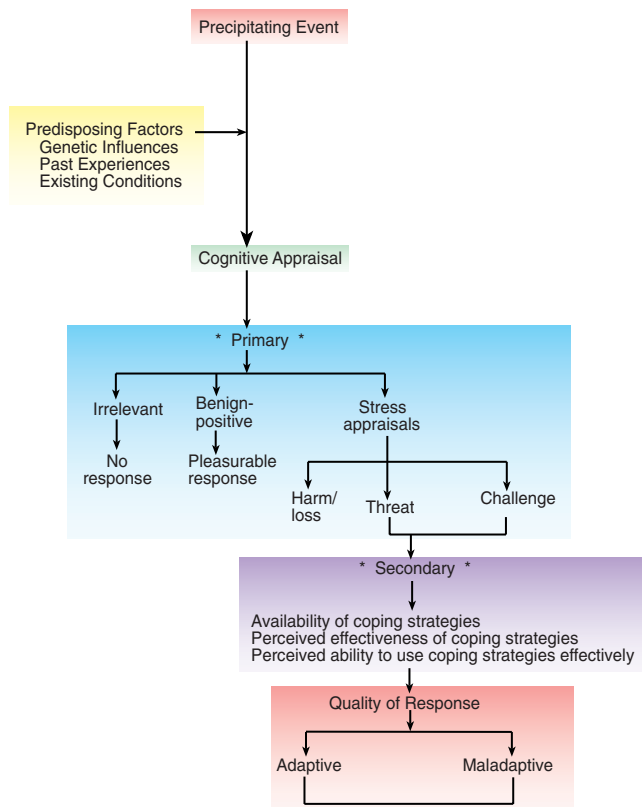 Precipitating Event
Predisposing Factors
Genetic Influences
Past Experiences
Existing Conditions
Cognitive Appraisal
* Primary *
Irrelevant
Benign-
positive
Stress
appraisals
No
response
Pleasurable
response
Harm/
loss
Threat
Challenge
* Secondary *
Availability of coping strategies
Perceived effectiveness of coping strategies
Perceived ability to use coping strategies effectively
Quality of Response
Adaptive
Maladaptive